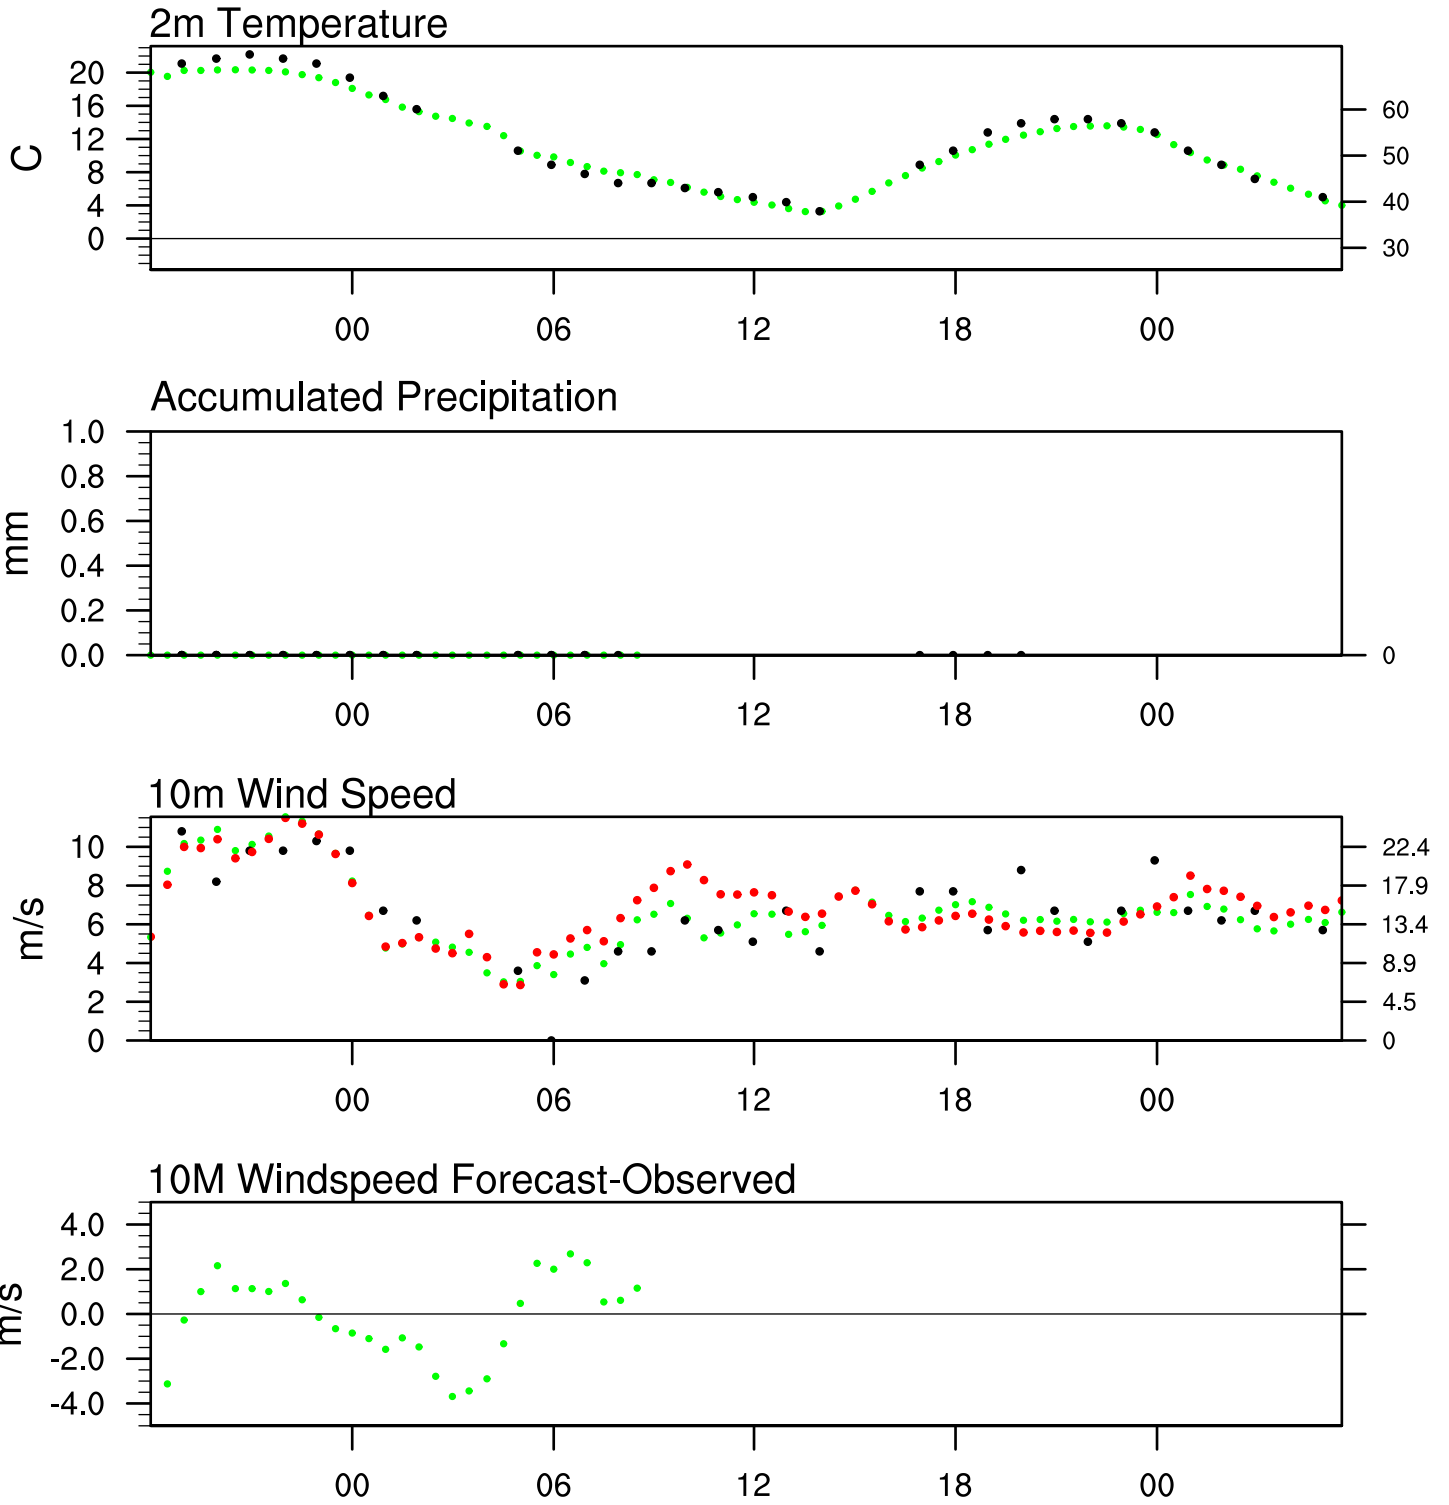 2m Temperature
20
16
12
8
4
0
C
60
50
40
30
00 06 12 18 00
Accumulated Precipitation
1.0
0.8
0.6
0.4
0.2
0.0
mm
0
00 06 12 18 00
10m Wind Speed
10
8
6
4
2
0
m/s
22.4
17.9
13.4
8.9
4.5
0
00 06 12 18 00
10M Windspeed Forecast-Observed
4.0
2.0
0.0
-2.0
-4.0
m/s
00 06 12 18 00